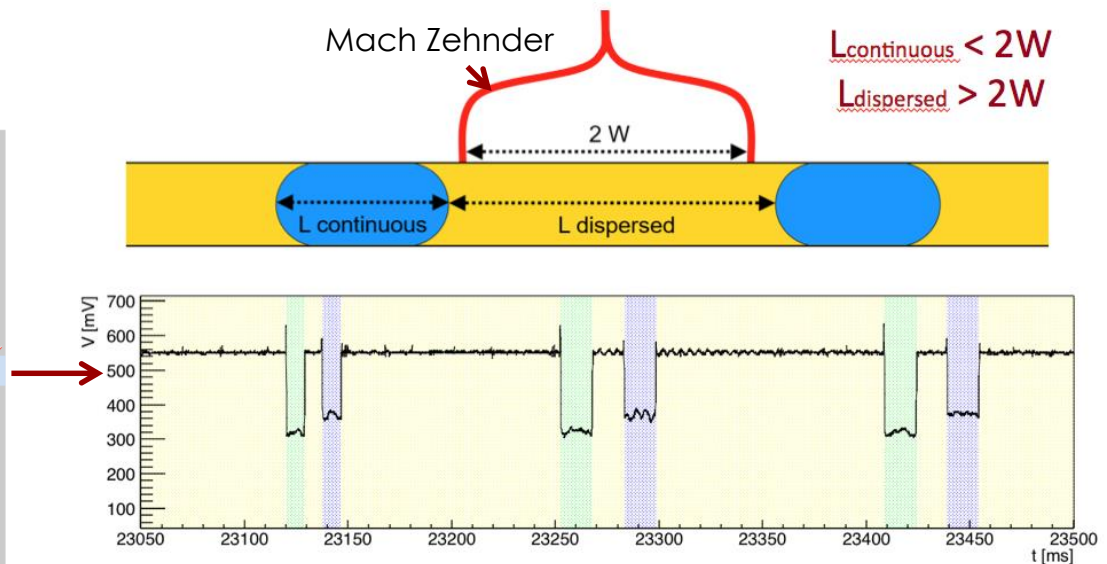 Mach Zehnder
Lcontinuous < 2W
Ldispersed > 2W
2 W
L continuous
L dispersed
V [mV]
700
600
500
400
300
200
100
23050
23100
23150
23200
23250
23300
23350
23400
23450
23500
t [ms]